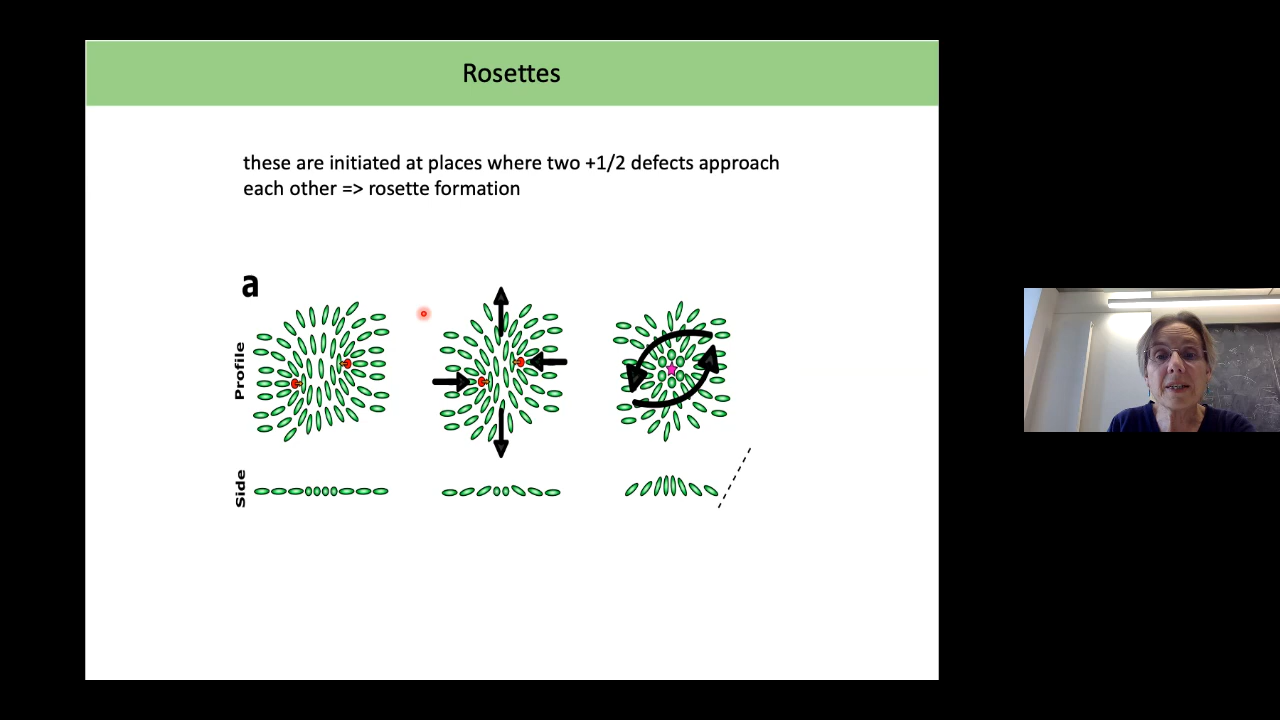 Rosettes
these are initiated at places where two +1/2 defects approach
each other => rosette formation
a
Profile
Side